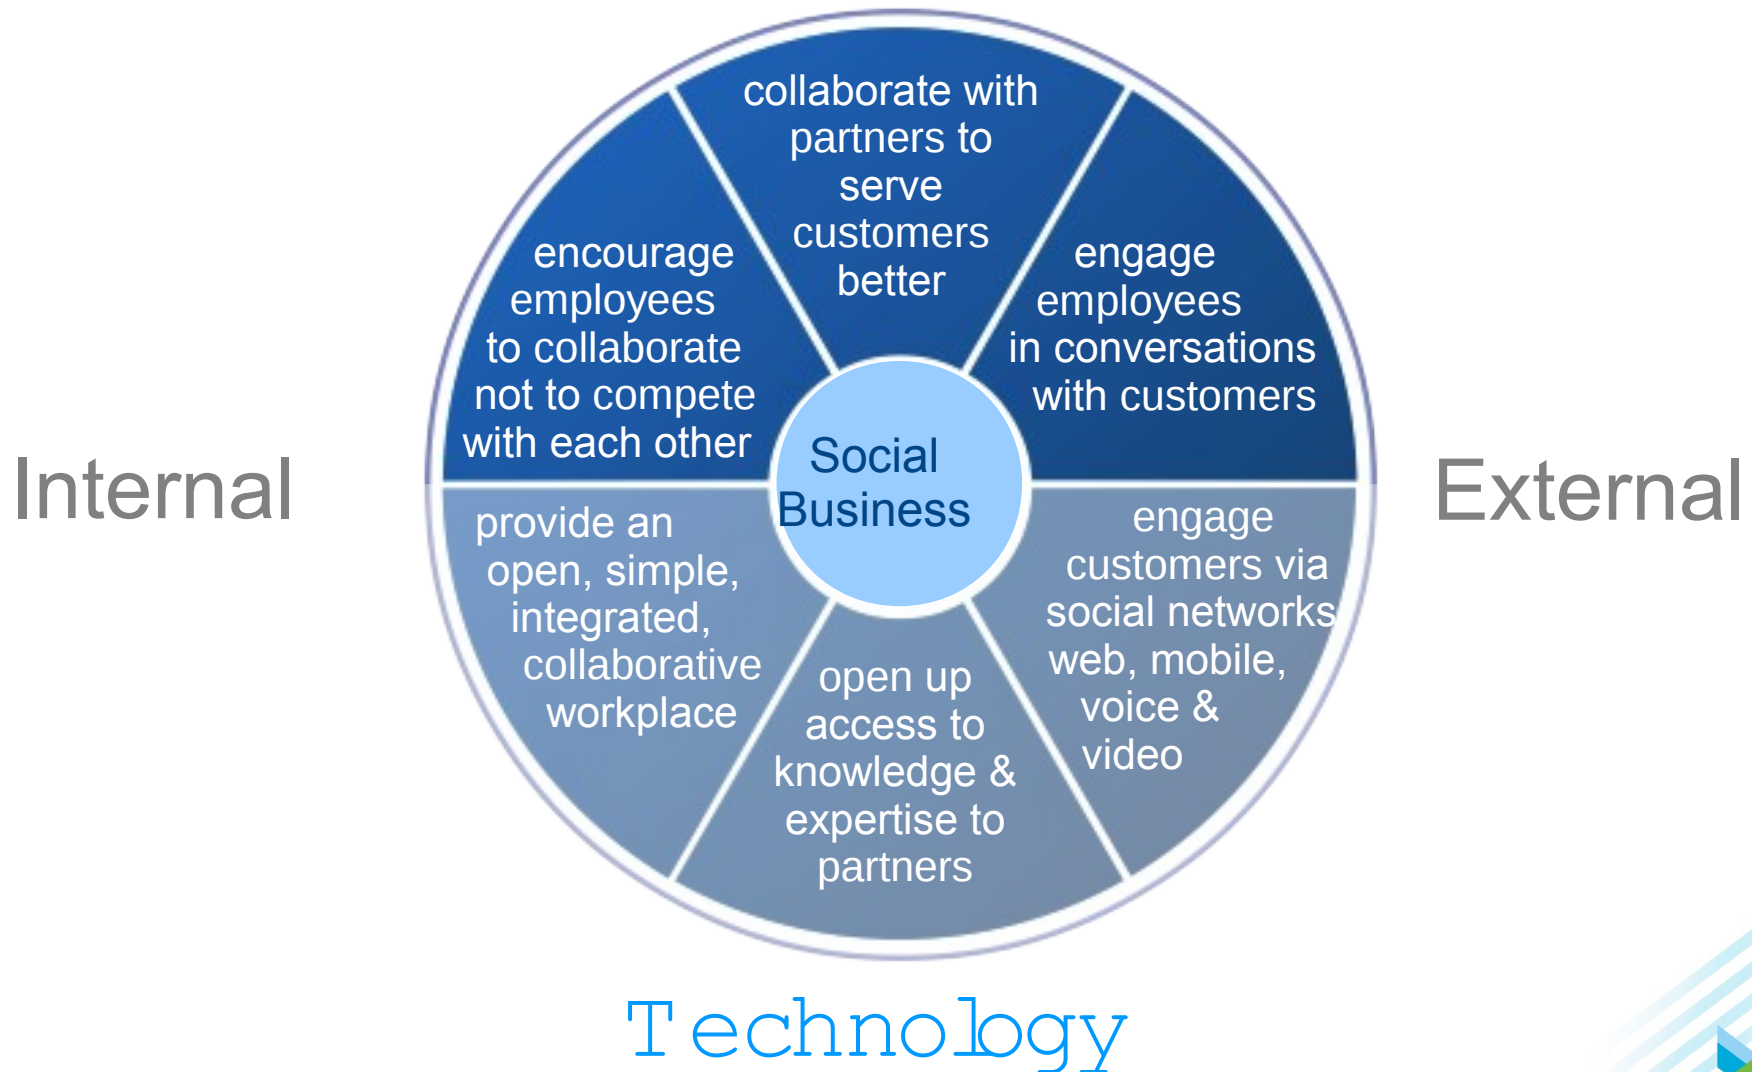 collaborate with
partners to
serve
customers
better
encourage
employees
to collaborate
not to compete
with each other
engage
employees
in conversations
with customers
Internal
Social
Business
External
provide an
open, simple,
integrated,
collaborative
workplace
open up
access to
knowledge &
expertise to
partners
engage
customers via
social networks
web, mobile,
voice &
video
Technology